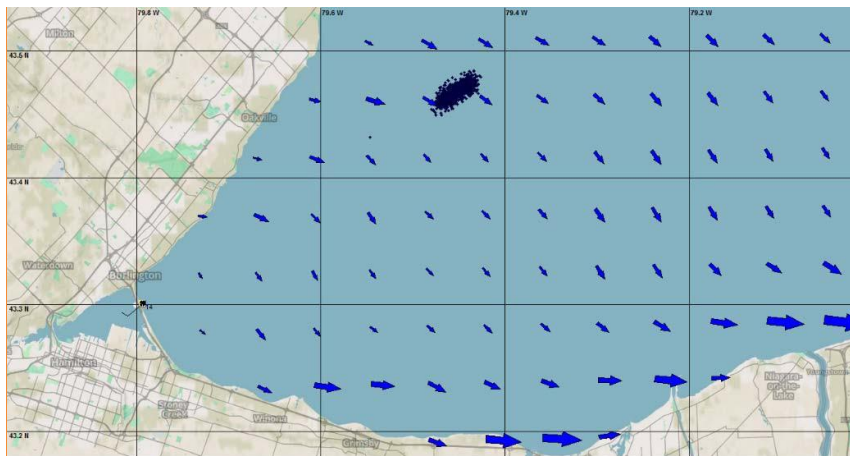 79.8 W
79.6 W
79.4 W
79.2 W
Milton
43.5 N
Oakville
43.4 N
Waterdown
Burlington
14
43.3 N
Hamilton
Niagara-
on-the-
Lake
Stoney
Creek
Winona
43.2 N
Grimsby